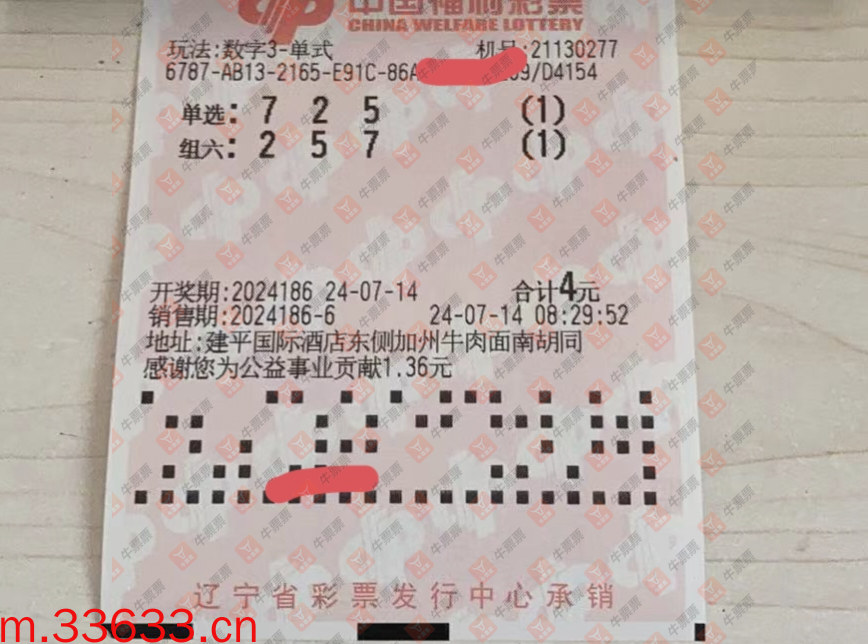 中国福利彩票
CHINA WELFARE LOTTERY
玩法:数字3-单式 机号:21130277
6787-AB13-2165-E91C-86A 9/D4154
单选: 7 2 5 (1)
组六: 2 5 7 (1)
开奖期:2024186 24-07-14 合计4元
销售期:2024186-6 24-07-14 08:29:52
地址:建平国际酒店东侧加州牛肉面南胡同
感谢您为公益事业贡献1.36元
辽宁省彩票发行中心承销
m.33633.cn